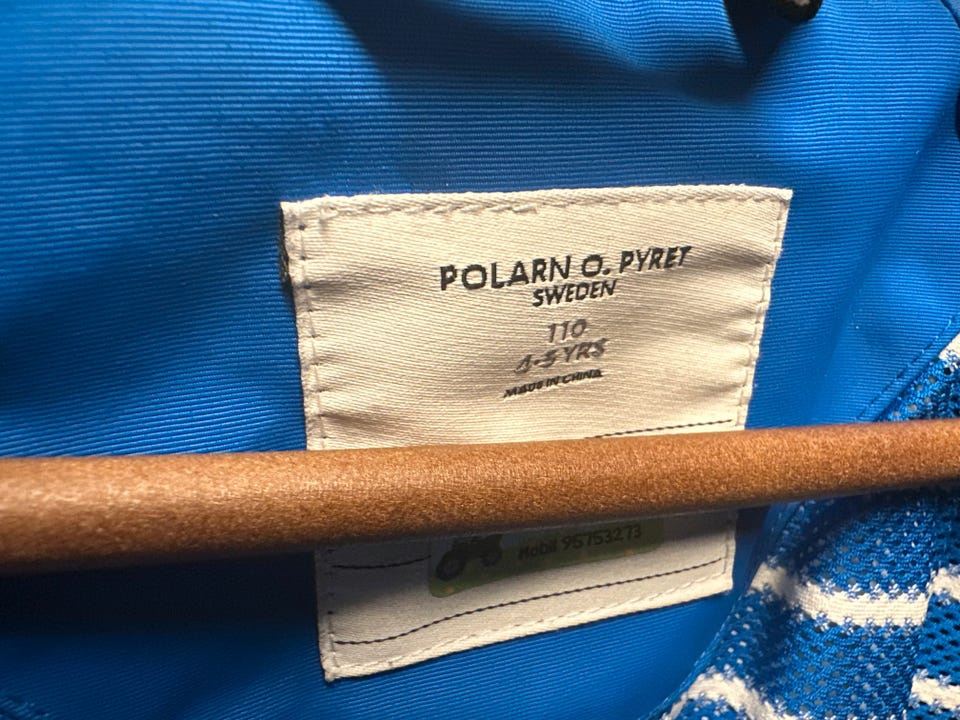 POLARN O. PYRET
SWEDEN
110
4-5 YRS
MADE IN CHINA
Mobil 95753273